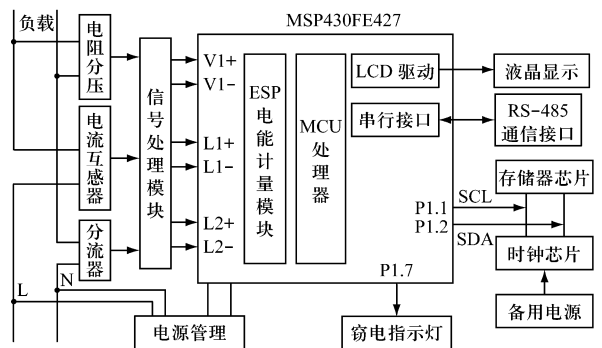 MSP430FE427
负载
电阻分压
电流互感器
分流器
信号处理模块
V1+
V1−
L1+
L1−
L2+
L2−
ESP电能计量模块
MCU处理器
LCD 驱动
串行接口
P1.1
P1.2
P1.7
SCL
SDA
液晶显示
RS-485
通信接口
存储器芯片
时钟芯片
备用电源
L
N
电源管理
窃电指示灯